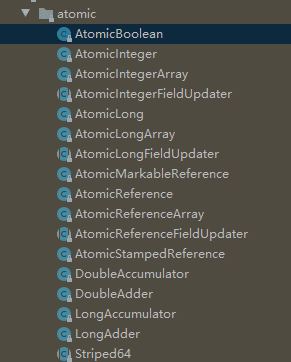 atomic
AtomicBoolean
AtomicInteger
AtomicIntegerArray
AtomicIntegerFieldUpdater
AtomicLong
AtomicLongArray
AtomicLongFieldUpdater
AtomicMarkableReference
AtomicReference
AtomicReferenceArray
AtomicReferenceFieldUpdater
AtomicStampedReference
DoubleAccumulator
DoubleAdder
LongAccumulator
LongAdder
Striped64